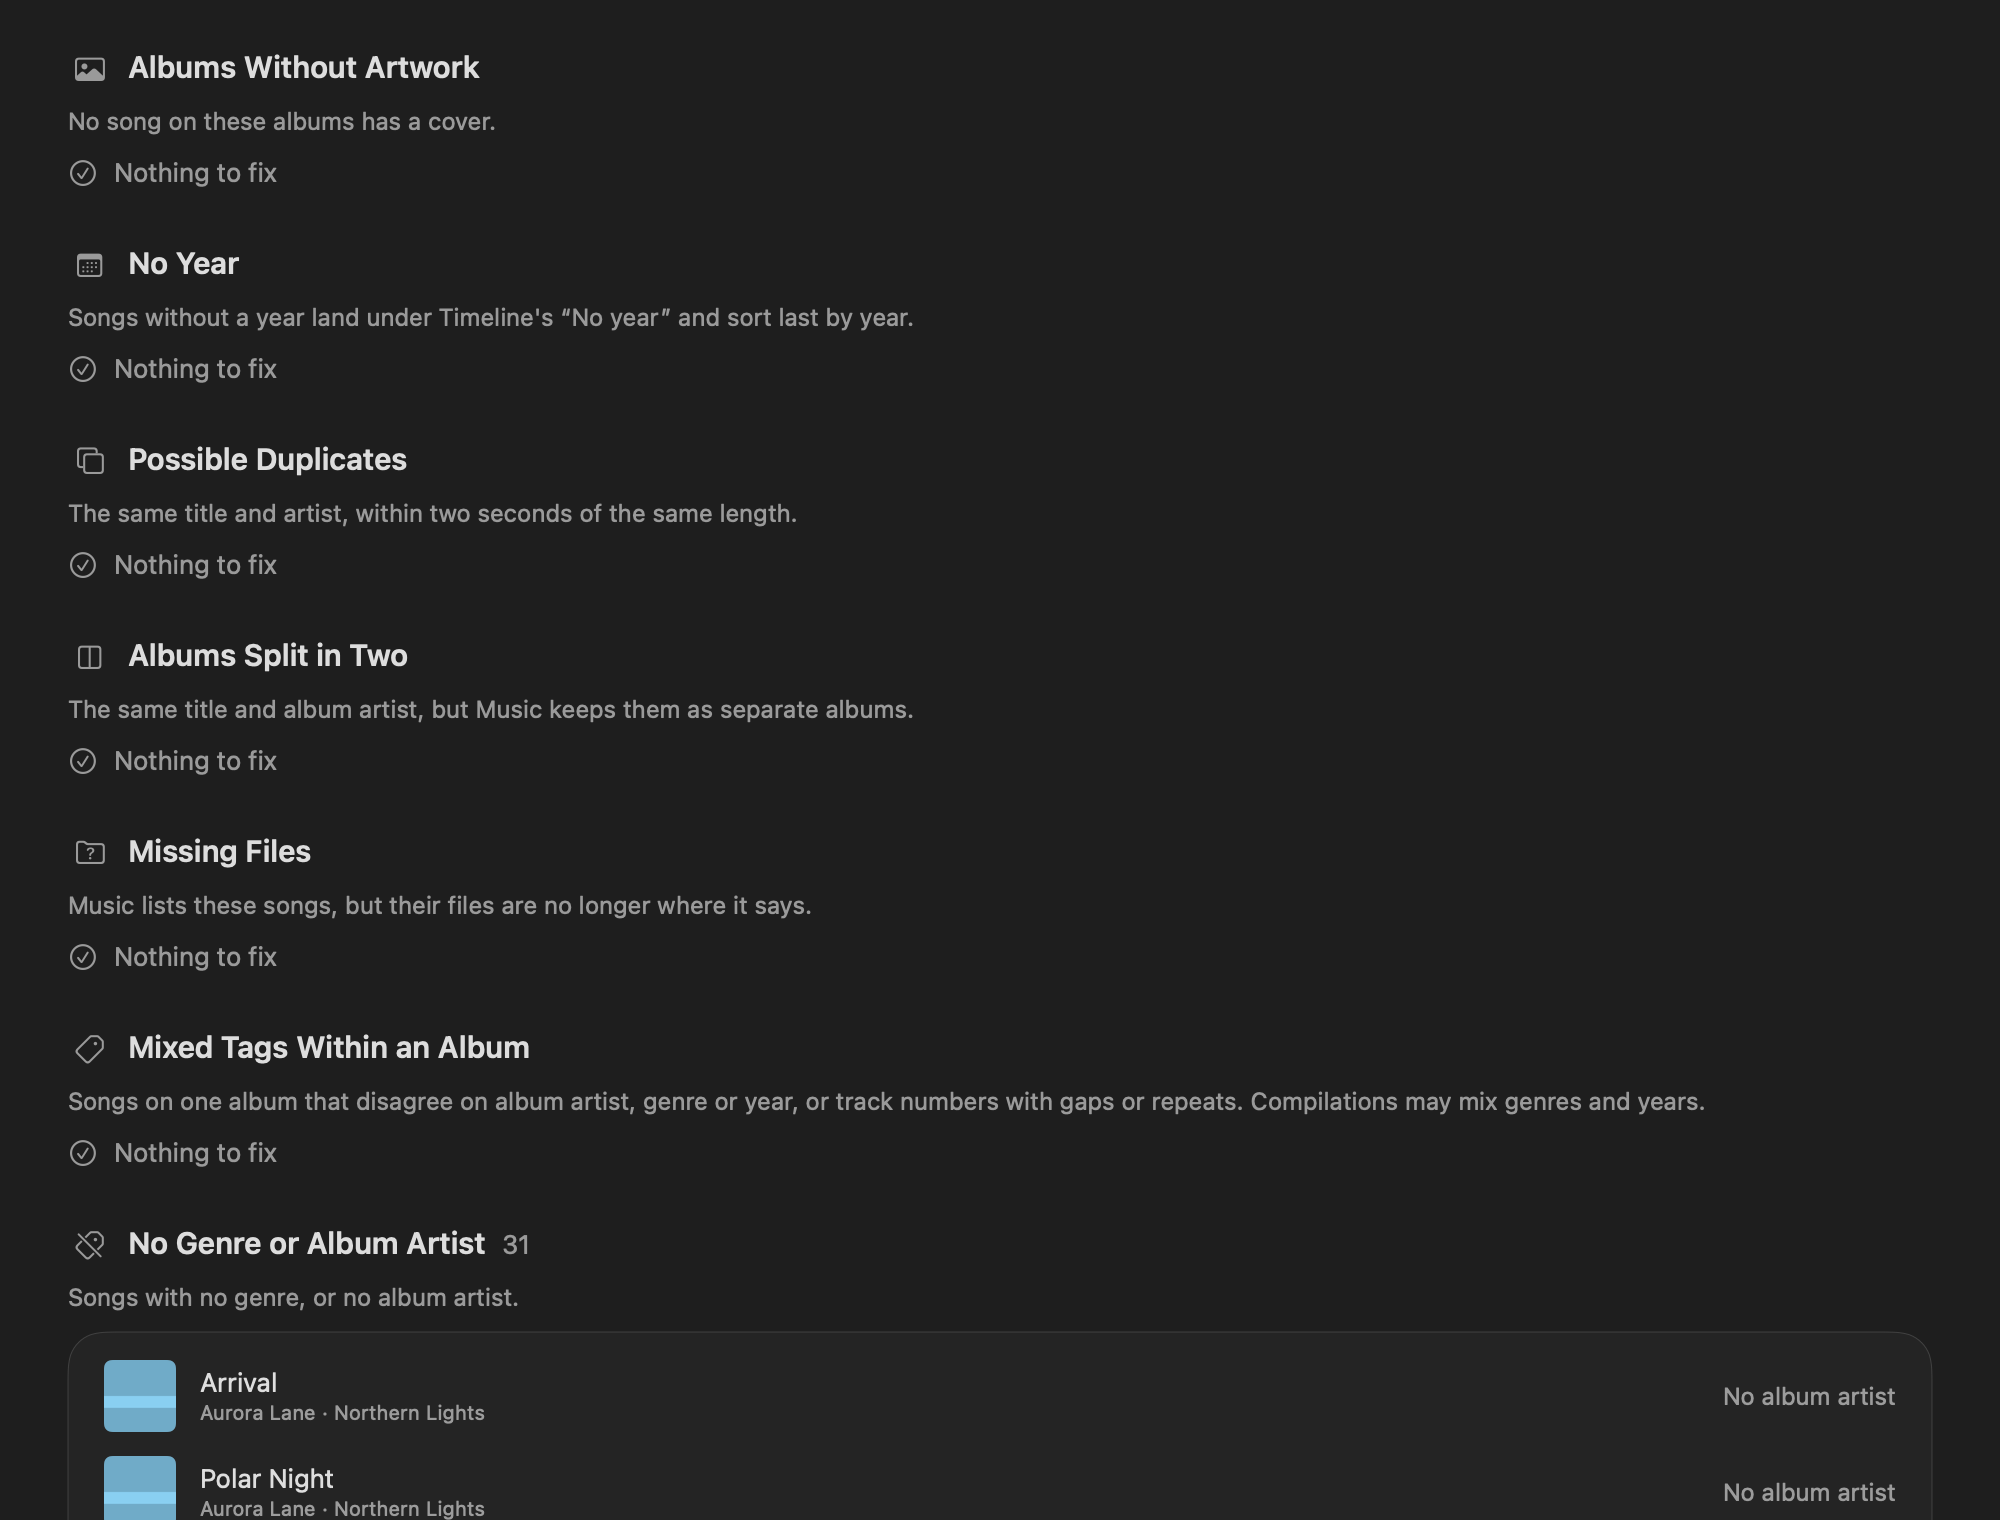 Albums Without Artwork
No song on these albums has a cover.
Nothing to fix
No Year
Songs without a year land under Timeline's “No year” and sort last by year.
Nothing to fix
Possible Duplicates
The same title and artist, within two seconds of the same length.
Nothing to fix
Albums Split in Two
The same title and album artist, but Music keeps them as separate albums.
Nothing to fix
Missing Files
Music lists these songs, but their files are no longer where it says.
Nothing to fix
Mixed Tags Within an Album
Songs on one album that disagree on album artist, genre or year, or track numbers with gaps or repeats. Compilations may mix genres and years.
Nothing to fix
No Genre or Album Artist 31
Songs with no genre, or no album artist.
Arrival
Aurora Lane · Northern Lights
No album artist
Polar Night
Aurora Lane · Northern Lights
No album artist